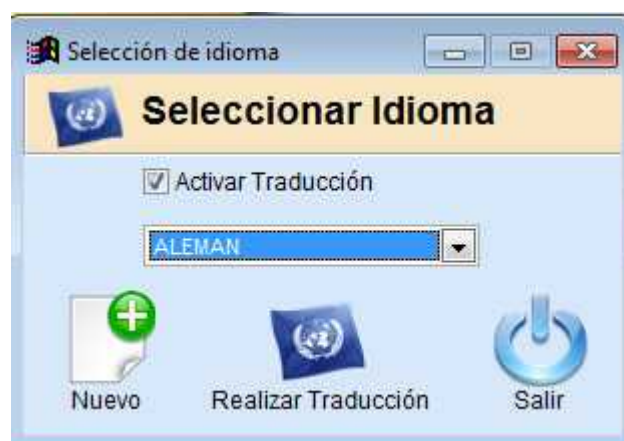 Selección de idioma
Seleccionar Idioma
Activar Traducción
ALEMAN
Nuevo
Realizar Traducción
Salir